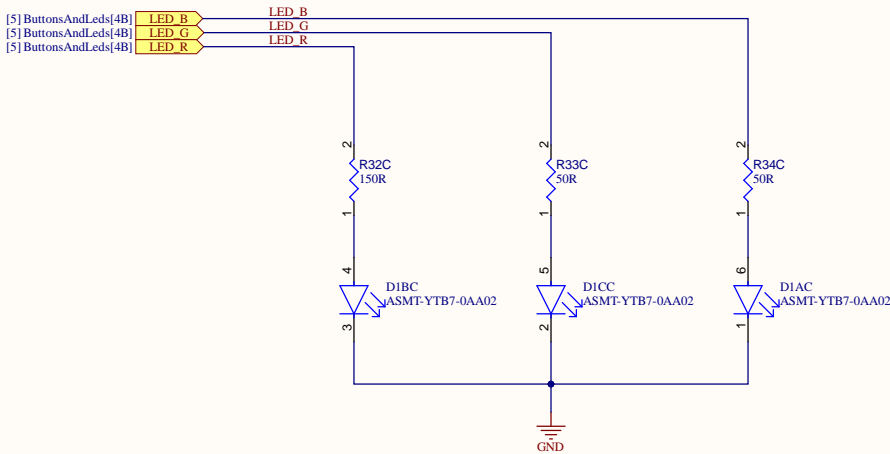 [5] ButtonsAndLeds[4B] LED_B LED_B
[5] ButtonsAndLeds[4B] LED_G LED_G
[5] ButtonsAndLeds[4B] LED_R LED_R
2 R32C 150R 1
2 R33C 50R 1
2 R34C 50R 1
4 D1BC ASMT-YTB7-0AA02 3
5 D1CC ASMT-YTB7-0AA02 2
6 D1AC ASMT-YTB7-0AA02 1
GND